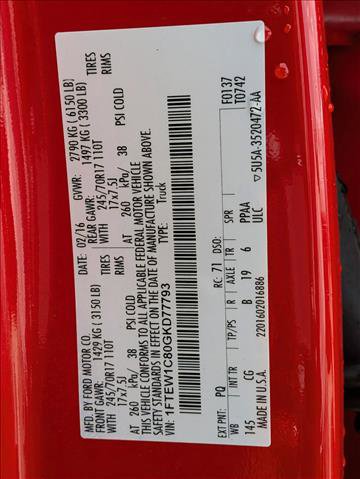 MFD. BY FORD MOTOR CO.
DATE: 02/16 GVWR: 2790 KG ( 6150 LB)
FRONT GAWR: 1429 KG ( 3150 LB) REAR GAWR: 1497 KG ( 3300 LB)
WITH 245/70R17 110T TIRES WITH 245/70R17 110T TIRES
17x7.5J RIMS 17x7.5J RIMS
AT 260 kPa/ 38 PSI COLD AT 260 kPa/ 38 PSI COLD
THIS VEHICLE CONFORMS TO ALL APPLICABLE FEDERAL MOTOR VEHICLE
SAFETY STANDARDS IN EFFECT ON THE DATE OF MANUFACTURE SHOWN ABOVE.
VIN: 1FTEW1C80GKD77793 TYPE: Truck
F0137
T0742
EXT PNT: PQ RC: 71 DSO:
WB INT TR TP/PS R AXLE TR SPR
145 CG B 19 6 PPAA
ULC
MADE IN U.S.A. 2201602016886 ▽5U5A-3520472-AA